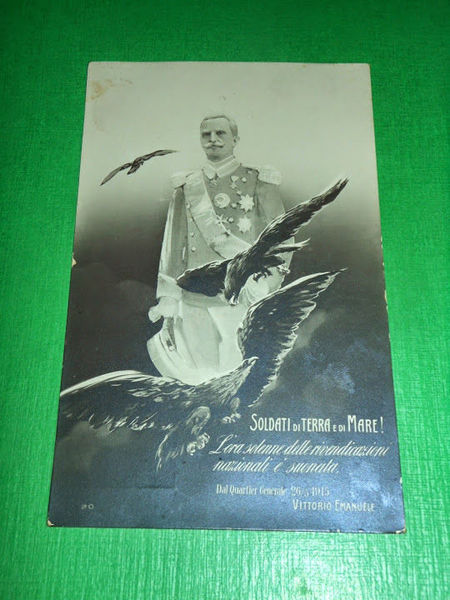 SOLDATI DI TERRA E DI MARE!
L'ora solenne delle rivendicazioni
nazionali è suonata.
Dal Quartier Generale 26/5 1915
VITTORIO EMANUELE